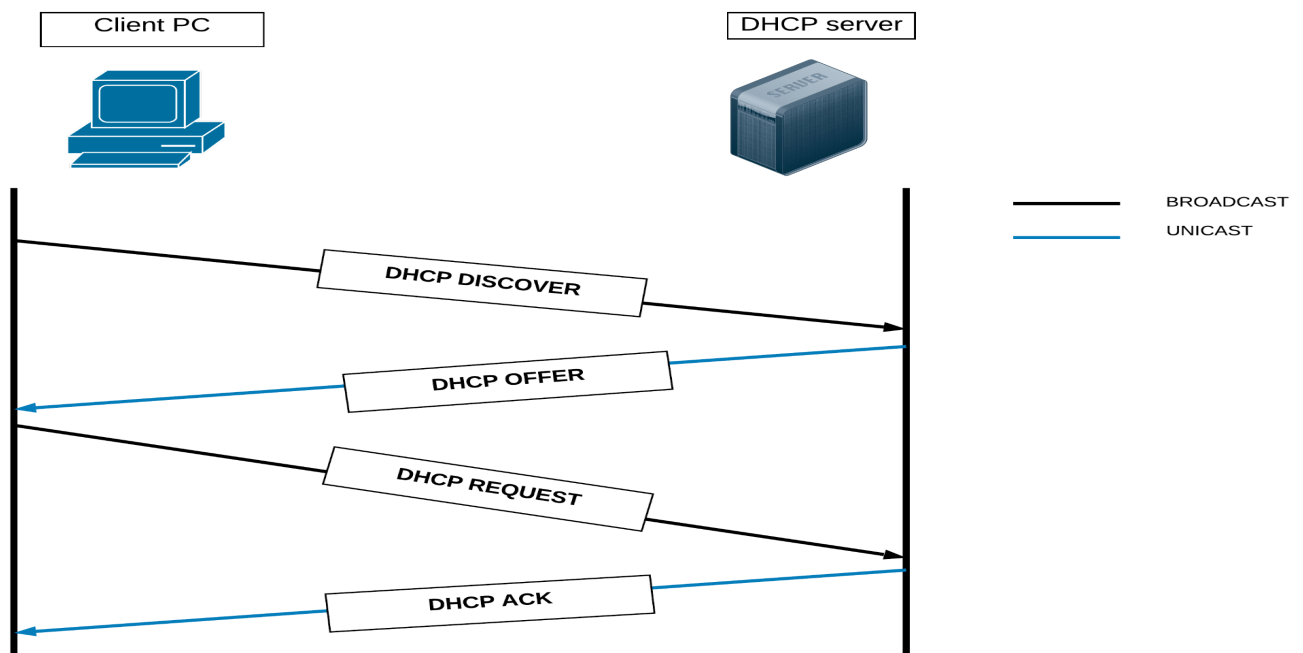 Client PC
DHCP server
SERVER
BROADCAST
UNICAST
DHCP DISCOVER
DHCP OFFER
DHCP REQUEST
DHCP ACK